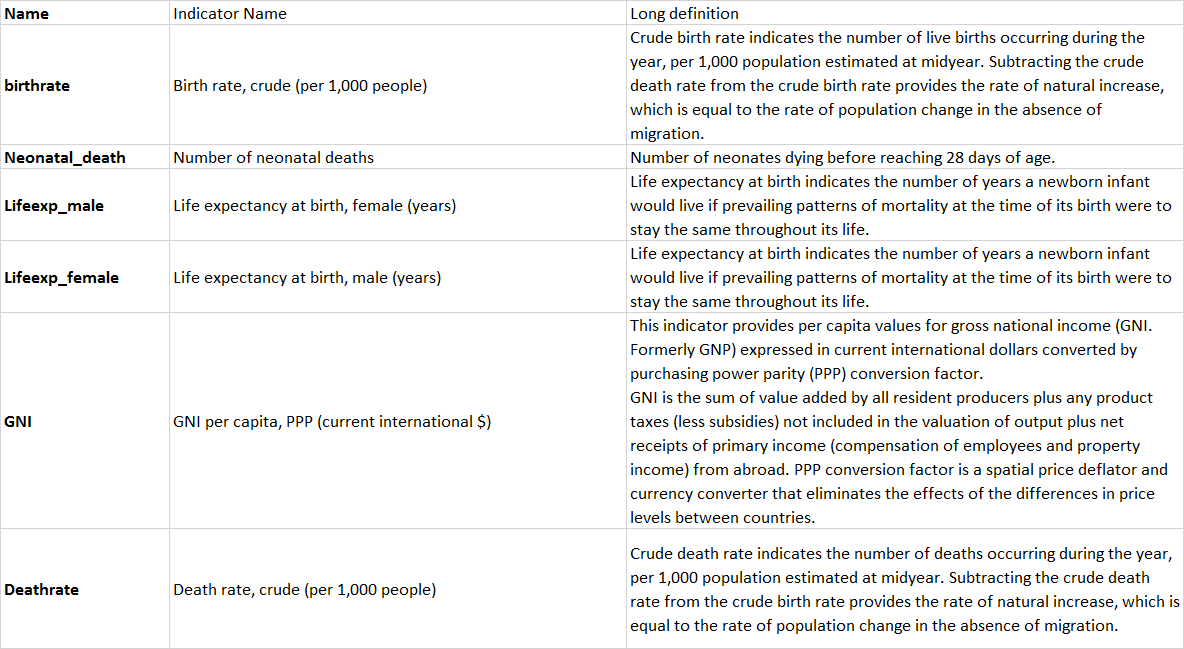 Name Indicator Name Long definition
birthrate Birth rate, crude (per 1,000 people)
Crude birth rate indicates the number of live births occurring during the
year, per 1,000 population estimated at midyear. Subtracting the crude
death rate from the crude birth rate provides the rate of natural increase,
which is equal to the rate of population change in the absence of
migration.
Neonatal_death Number of neonatal deaths Number of neonates dying before reaching 28 days of age.
Lifeexp_male Life expectancy at birth, female (years)
Life expectancy at birth indicates the number of years a newborn infant
would live if prevailing patterns of mortality at the time of its birth were to
stay the same throughout its life.
Lifeexp_female Life expectancy at birth, male (years)
Life expectancy at birth indicates the number of years a newborn infant
would live if prevailing patterns of mortality at the time of its birth were to
stay the same throughout its life.
GNI GNI per capita, PPP (current international $)
This indicator provides per capita values for gross national income (GNI.
Formerly GNP) expressed in current international dollars converted by
purchasing power parity (PPP) conversion factor.
GNI is the sum of value added by all resident producers plus any product
taxes (less subsidies) not included in the valuation of output plus net
receipts of primary income (compensation of employees and property
income) from abroad. PPP conversion factor is a spatial price deflator and
currency converter that eliminates the effects of the differences in price
levels between countries.
Deathrate Death rate, crude (per 1,000 people)
Crude death rate indicates the number of deaths occurring during the year,
per 1,000 population estimated at midyear. Subtracting the crude death
rate from the crude birth rate provides the rate of natural increase, which is
equal to the rate of population change in the absence of migration.